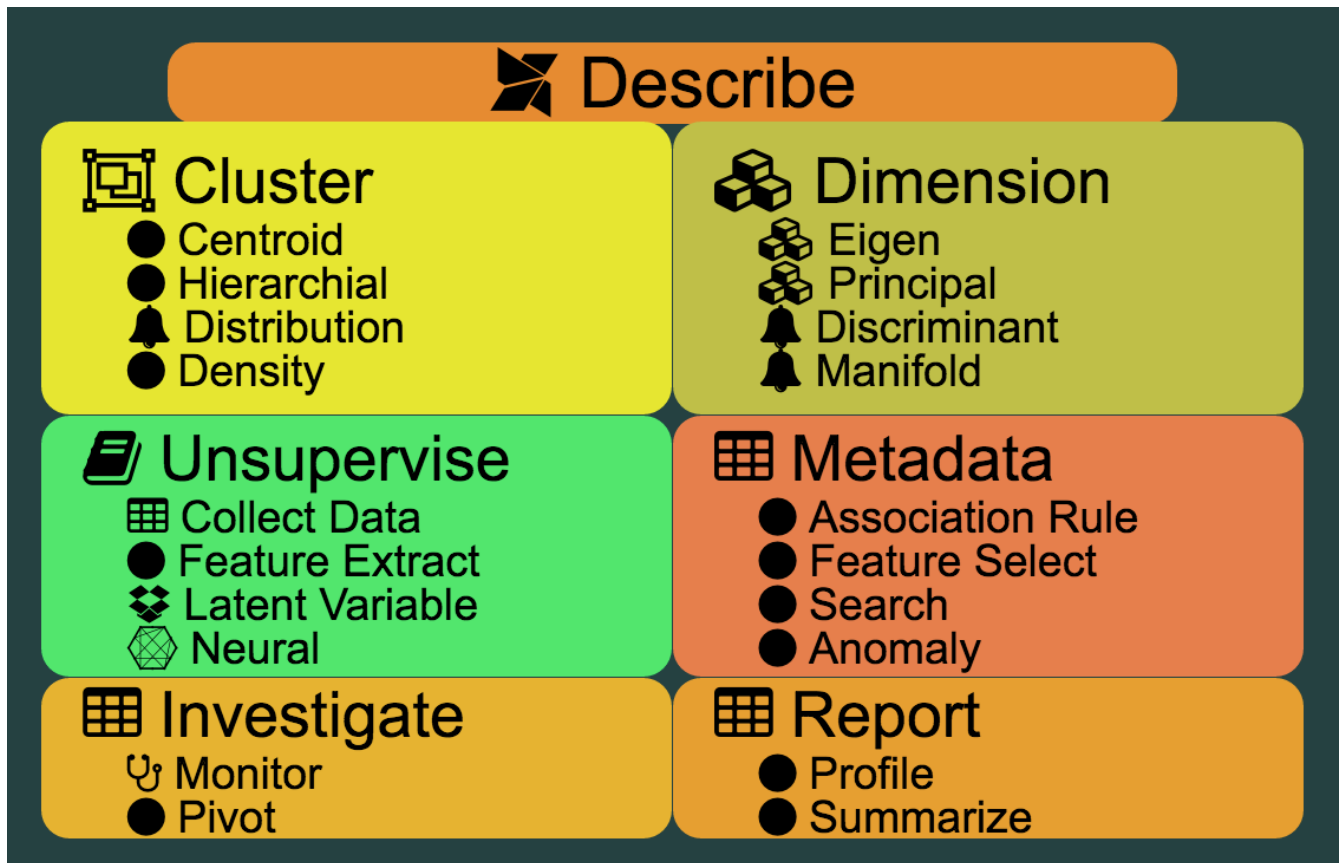 Describe
Cluster
Centroid
Hierarchial
Distribution
Density
Dimension
Eigen
Principal
Discriminant
Manifold
Unsupervise
Collect Data
Feature Extract
Latent Variable
Neural
Metadata
Association Rule
Feature Select
Search
Anomaly
Investigate
Monitor
Pivot
Report
Profile
Summarize